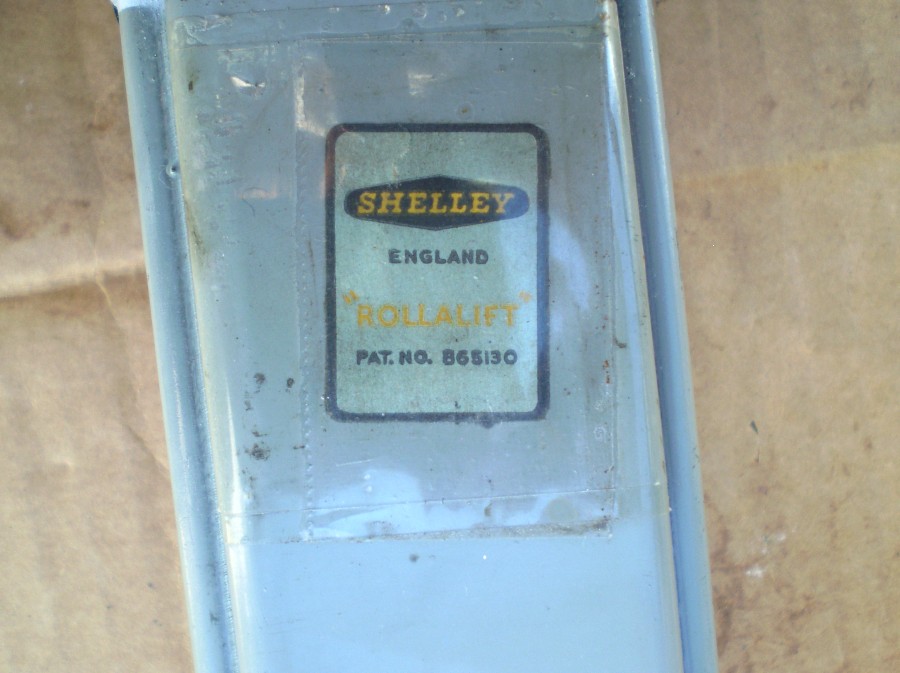 SHELLEY
ENGLAND
"ROLLALIFT"
PAT. NO. 865130